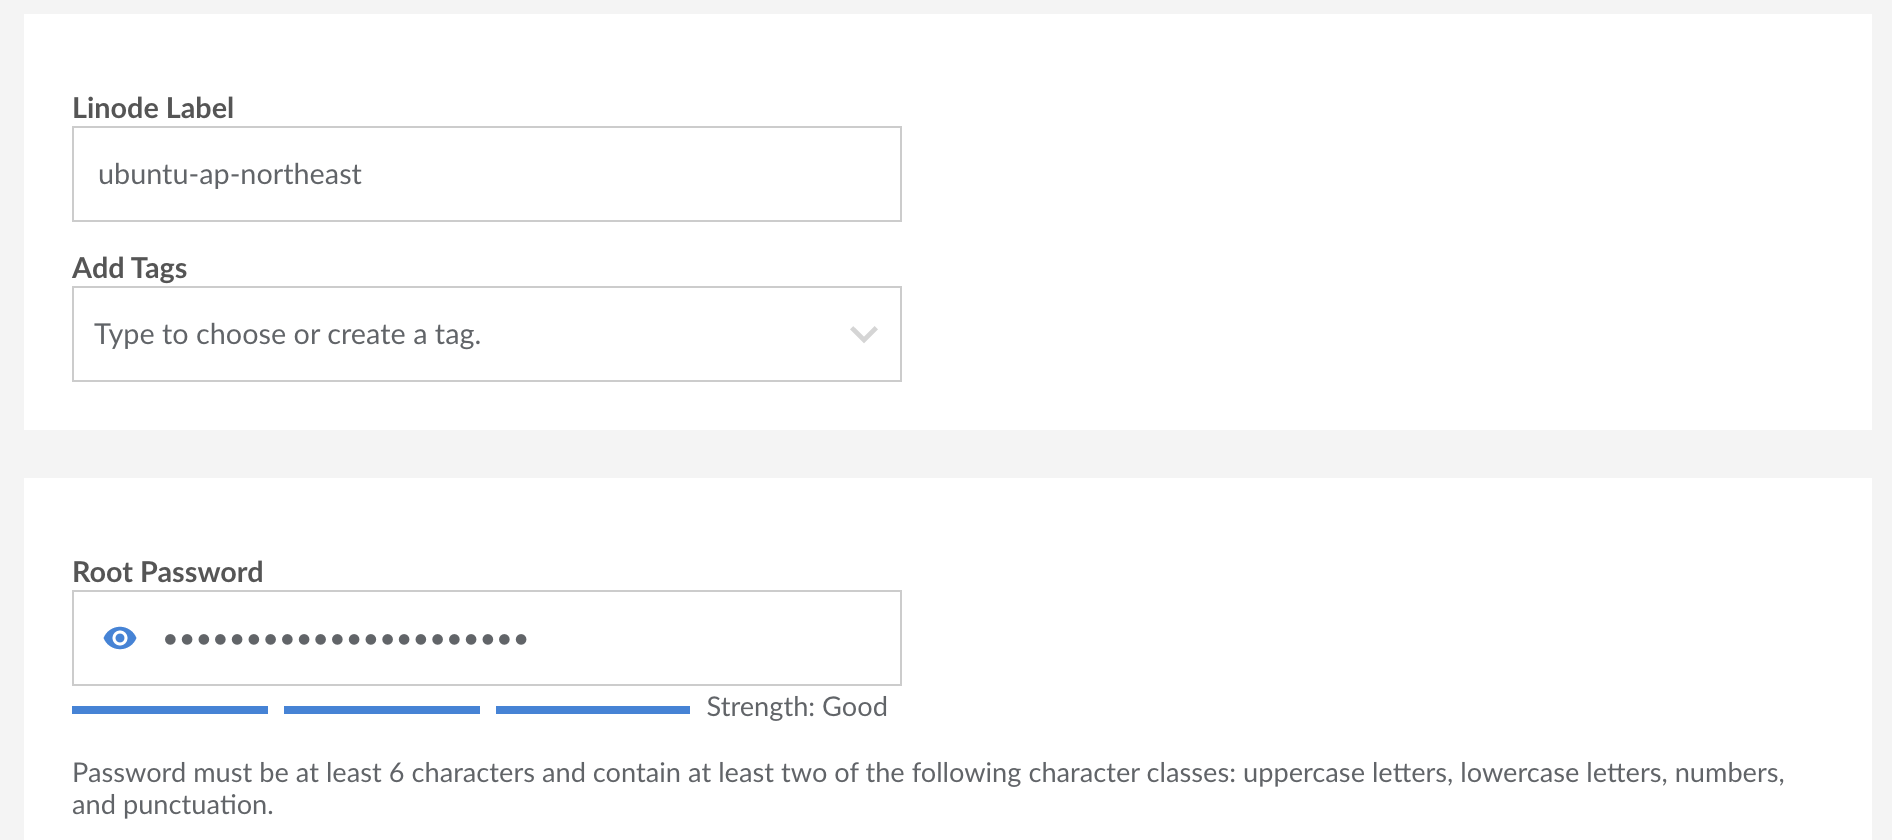 Linode Label
ubuntu-ap-northeast
Add Tags
Type to choose or create a tag.
Root Password
••••••••••••••••••••••
Strength: Good
Password must be at least 6 characters and contain at least two of the following character classes: uppercase letters, lowercase letters, numbers,
and punctuation.